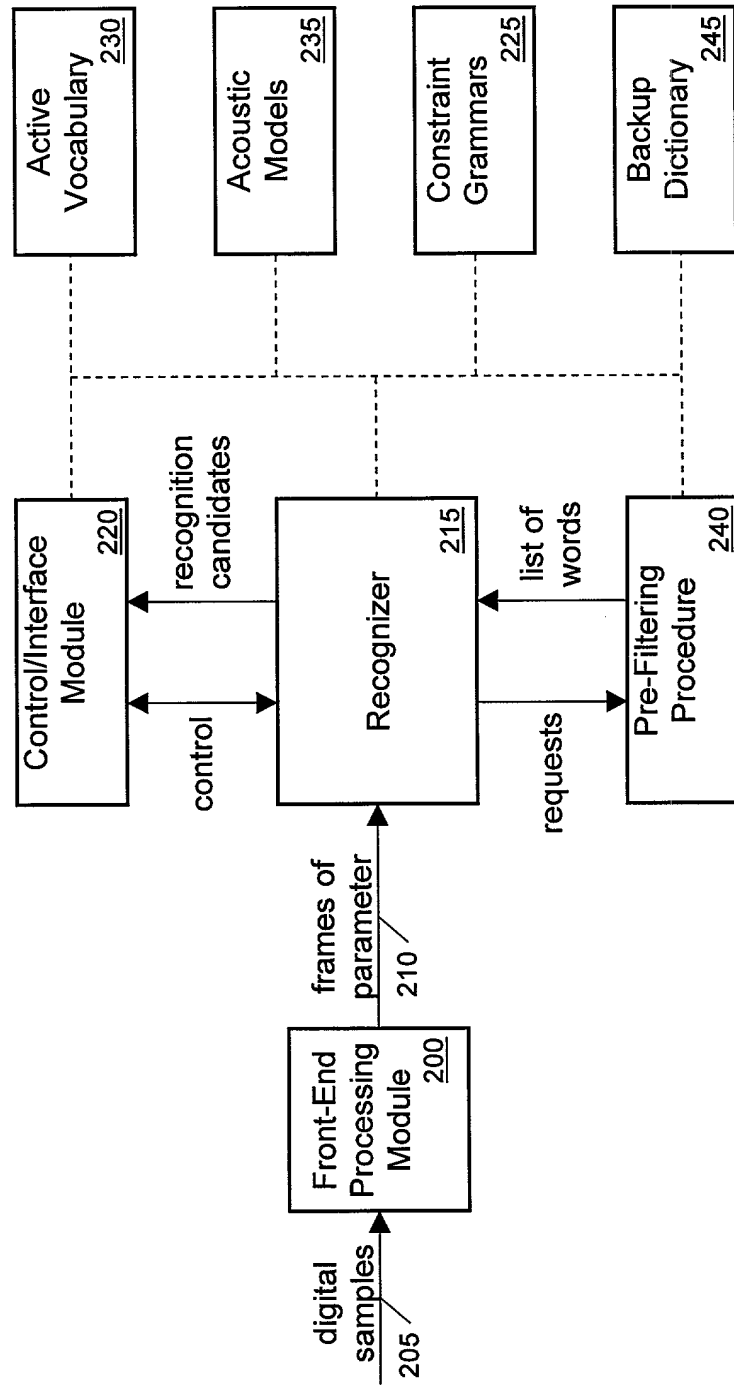 digital
samples
205
Front-End
Processing
Module
200
frames of
parameter
210
Control/Interface
Module
220
control
recognition
candidates
Recognizer
215
requests
list of
words
Pre-Filtering
Procedure
240
Active
Vocabulary
230
Acoustic
Models
235
Constraint
Grammars
225
Backup
Dictionary
245